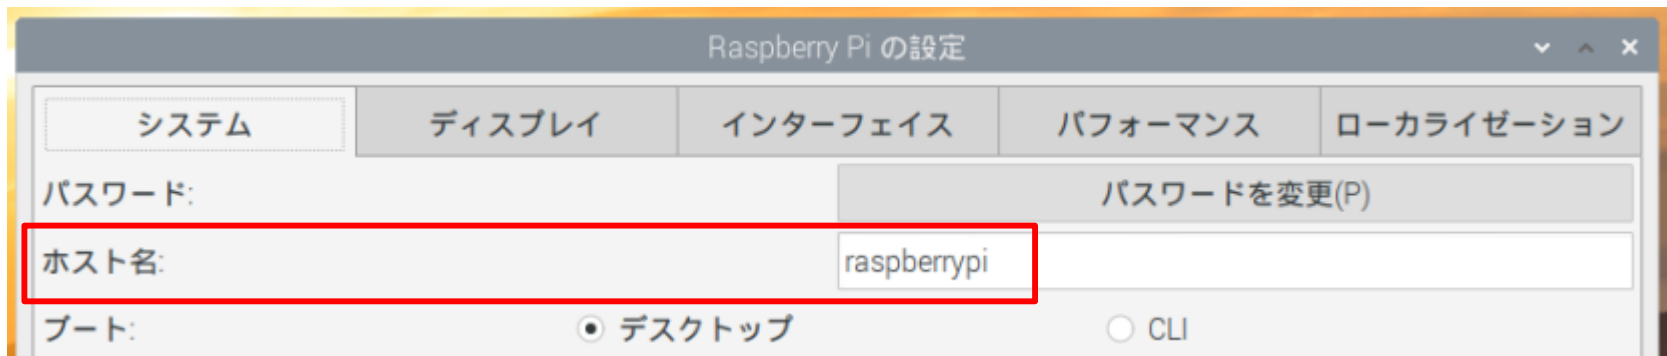 Raspberry Pi の設定
システム ディスプレイ インターフェイス パフォーマンス ローカライゼーション
パスワード: パスワードを変更(P)
ホスト名: raspberrypi
ブート: デスクトップ CLI